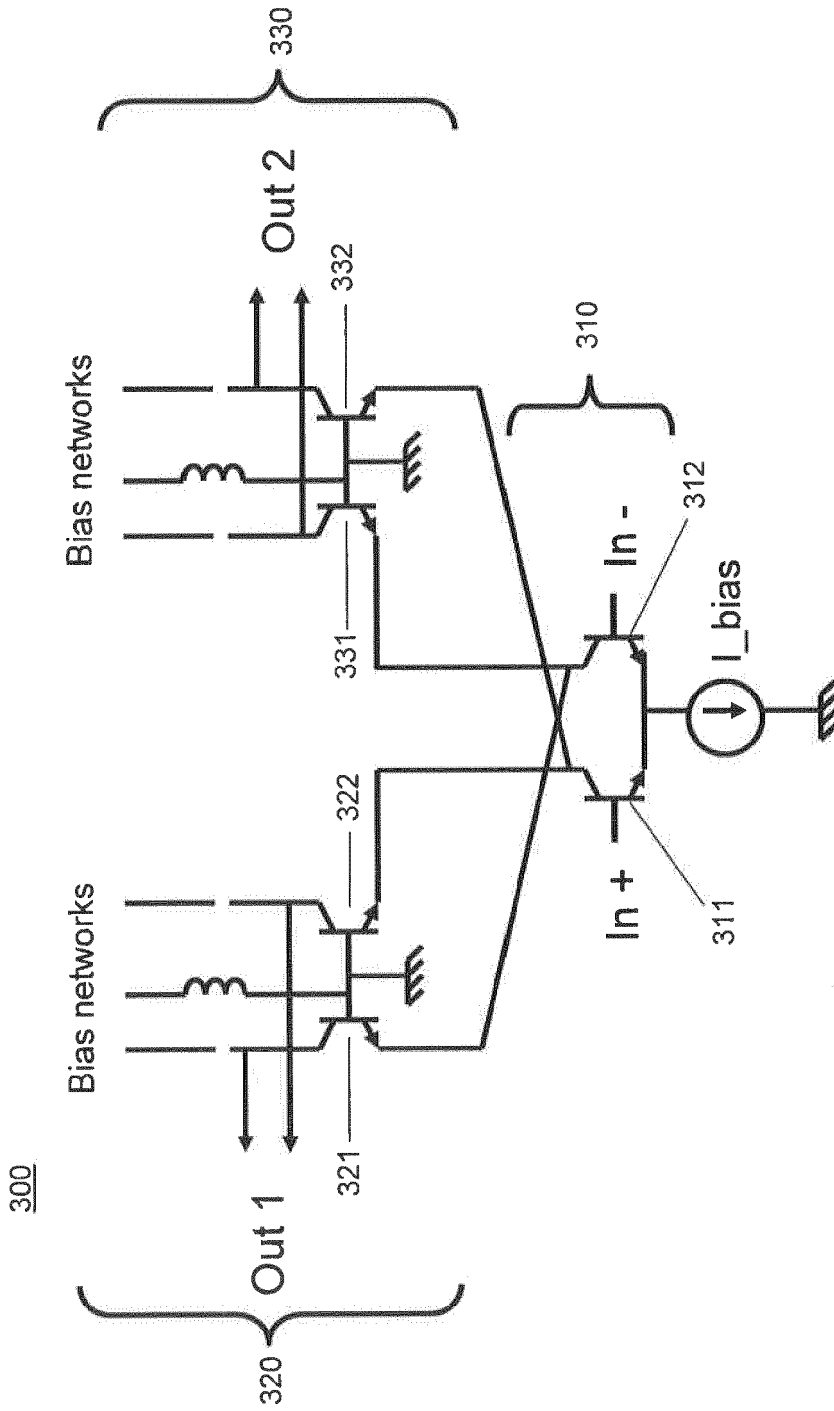 300
Bias networks
Bias networks
Out 1
Out 2
320
330
321
322
331
332
310
In +
In -
311
312
I_bias